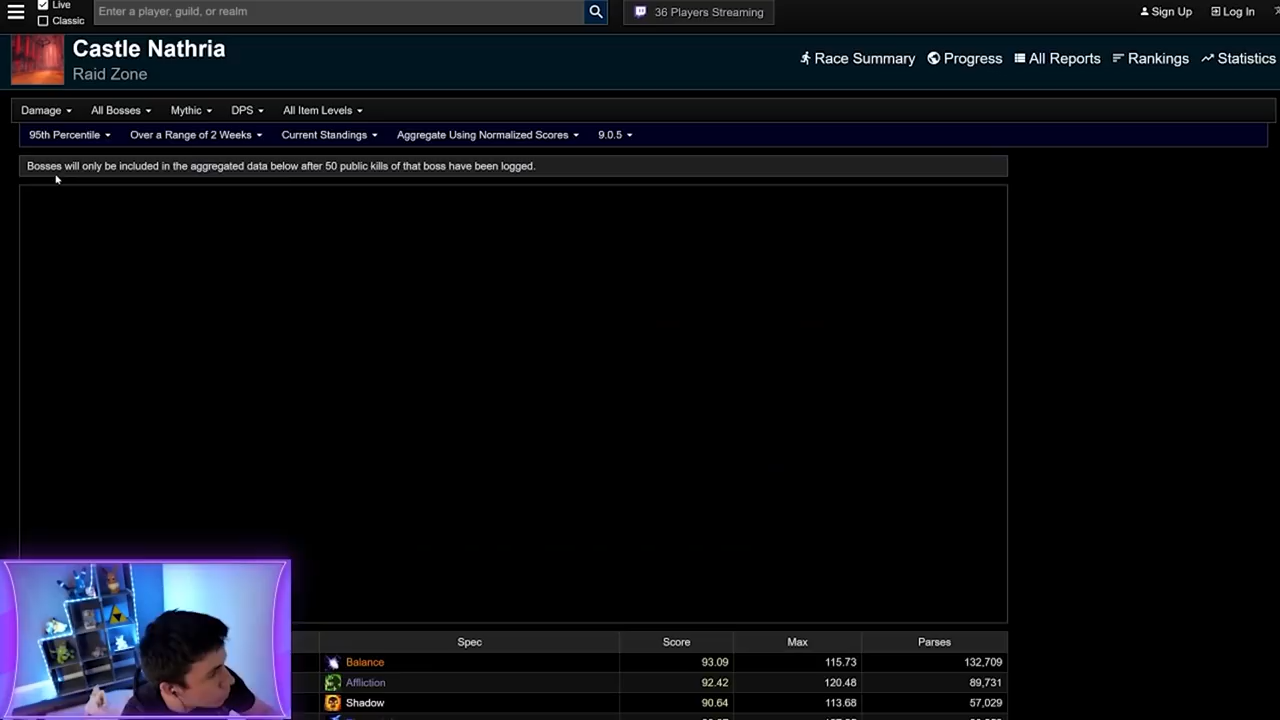 Live
Classic
Enter a player, guild, or realm
36 Players Streaming
Sign Up
Log In
Castle Nathria
Raid Zone
Race Summary
Progress
All Reports
Rankings
Statistics
Damage
All Bosses
Mythic
DPS
All Item Levels
95th Percentile
Over a Range of 2 Weeks
Current Standings
Aggregate Using Normalized Scores
9.0.5
Bosses will only be included in the aggregated data below after 50 public kills of that boss have been logged.
Spec Score Max Parses
Balance 93.09 115.73 132,709
Affliction 92.42 120.48 89,731
Shadow 90.64 113.68 57,029